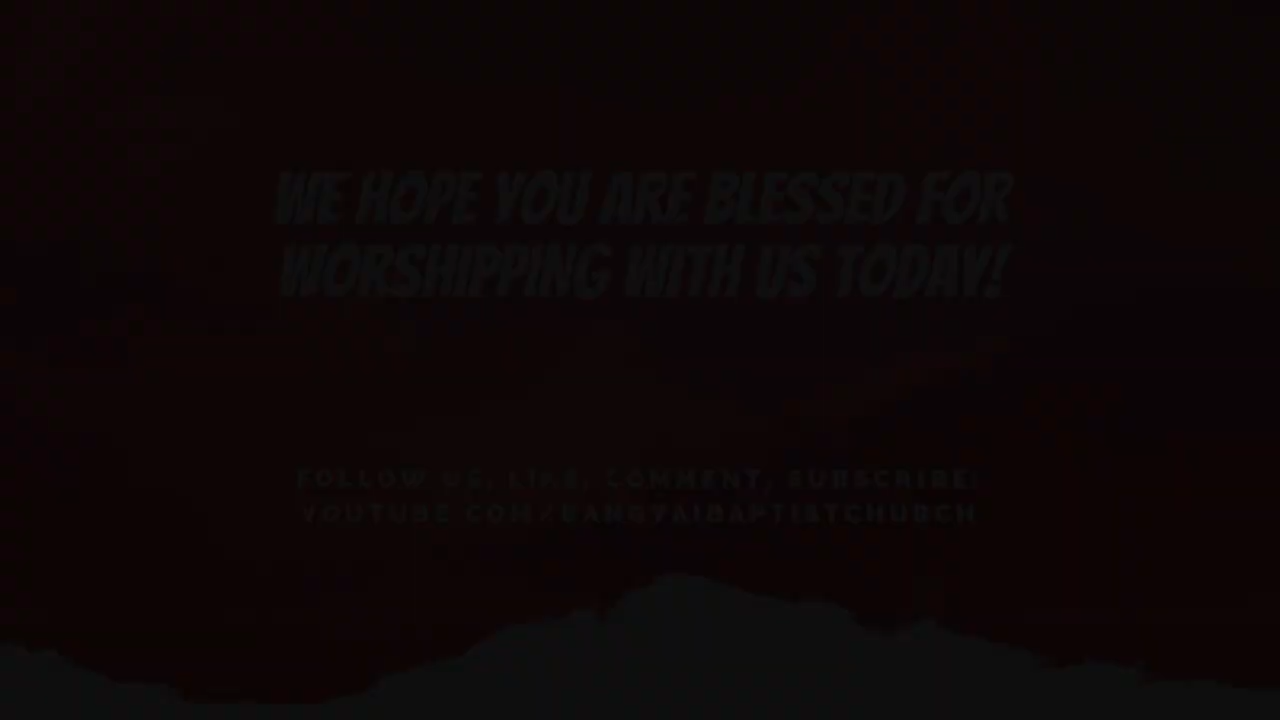 WE HOPE YOU ARE BLESSED FOR
WORSHIPPING WITH US TODAY!
FOLLOW US, LIKE, COMMENT, SUBSCRIBE!